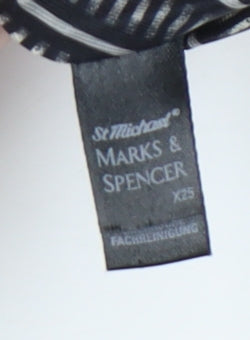 St Michael®
MARKS &
SPENCER
X25
FACHREINIGUNG